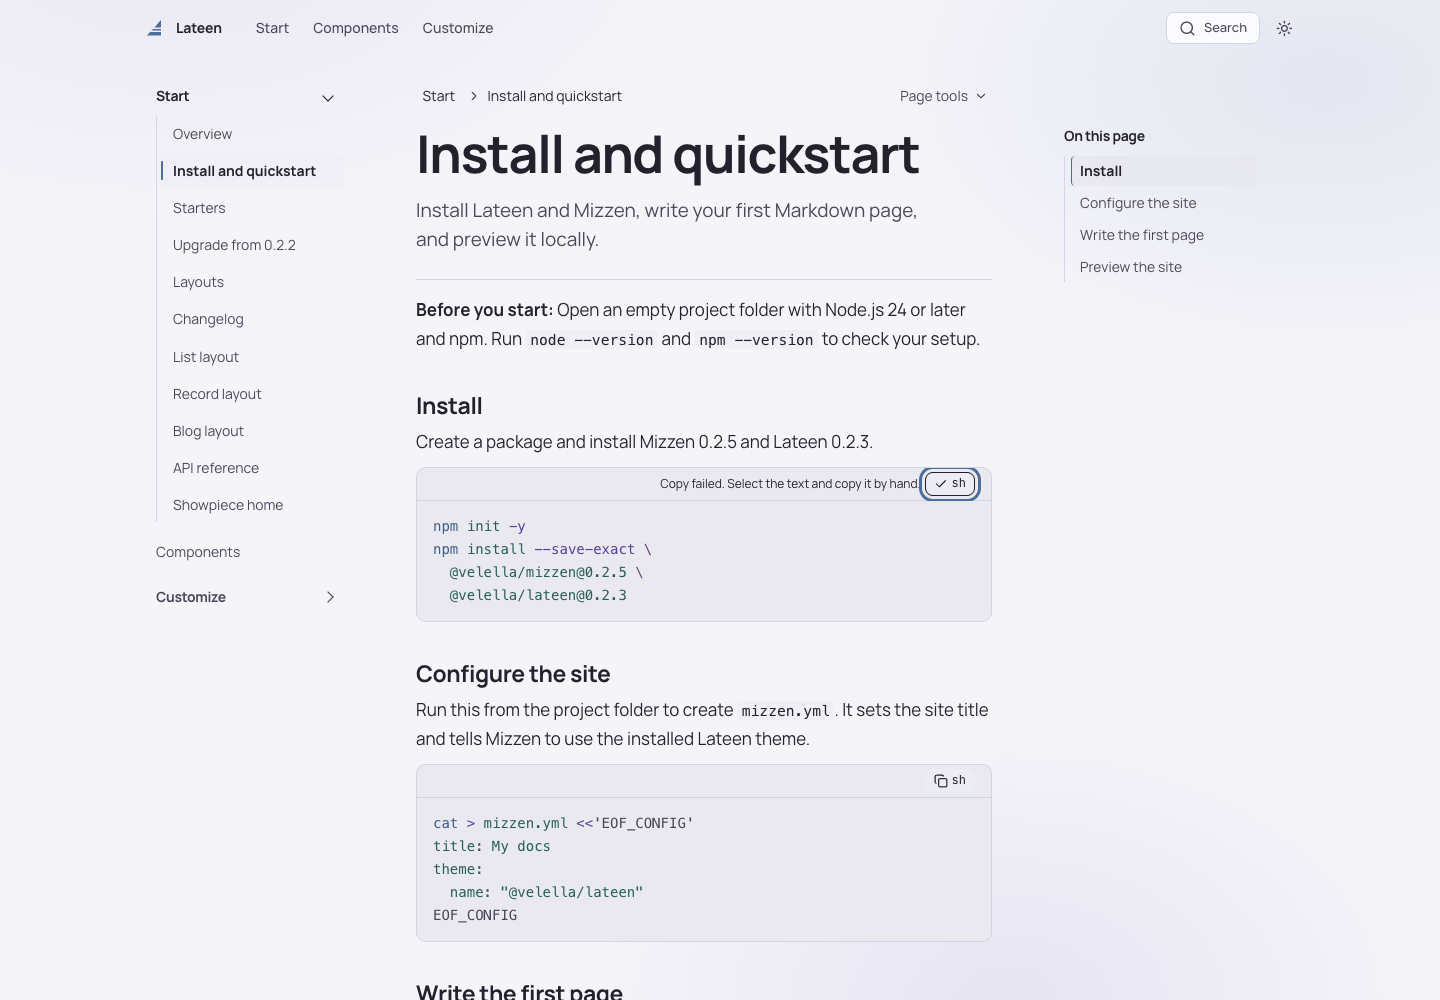 Lateen
Start
Components
Customize
Search
Start
Overview
Install and quickstart
Starters
Upgrade from 0.2.2
Layouts
Changelog
List layout
Record layout
Blog layout
API reference
Showpiece home
Components
Customize
Start
Install and quickstart
Page tools
Install and quickstart
Install Lateen and Mizzen, write your first Markdown page,
and preview it locally.
Before you start: Open an empty project folder with Node.js 24 or later
and npm. Run node --version and npm --version to check your setup.
Install
Create a package and install Mizzen 0.2.5 and Lateen 0.2.3.
Copy failed. Select the text and copy it by hand.
sh
npm init -y
npm install --save-exact \
  @velella/mizzen@0.2.5 \
  @velella/lateen@0.2.3
Configure the site
Run this from the project folder to create mizzen.yml. It sets the site title
and tells Mizzen to use the installed Lateen theme.
sh
cat > mizzen.yml <<'EOF_CONFIG'
title: My docs
theme:
  name: "@velella/lateen"
EOF_CONFIG
Write the first page
On this page
Install
Configure the site
Write the first page
Preview the site